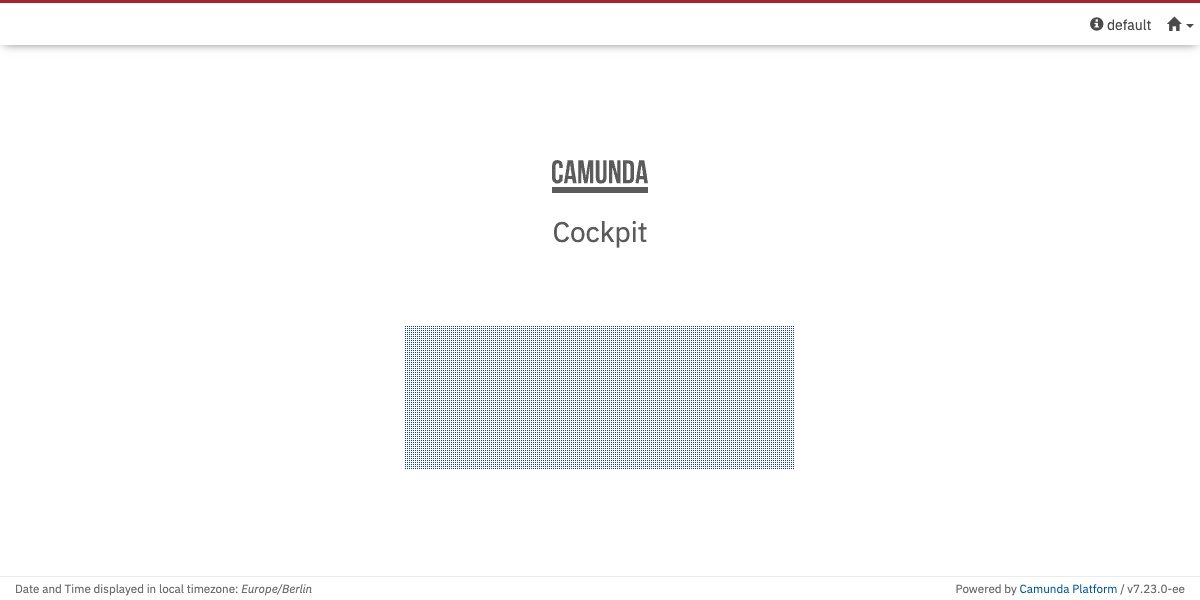 default
CAMUNDA
Cockpit
Date and Time displayed in local timezone: Europe/Berlin
Powered by Camunda Platform / v7.23.0-ee